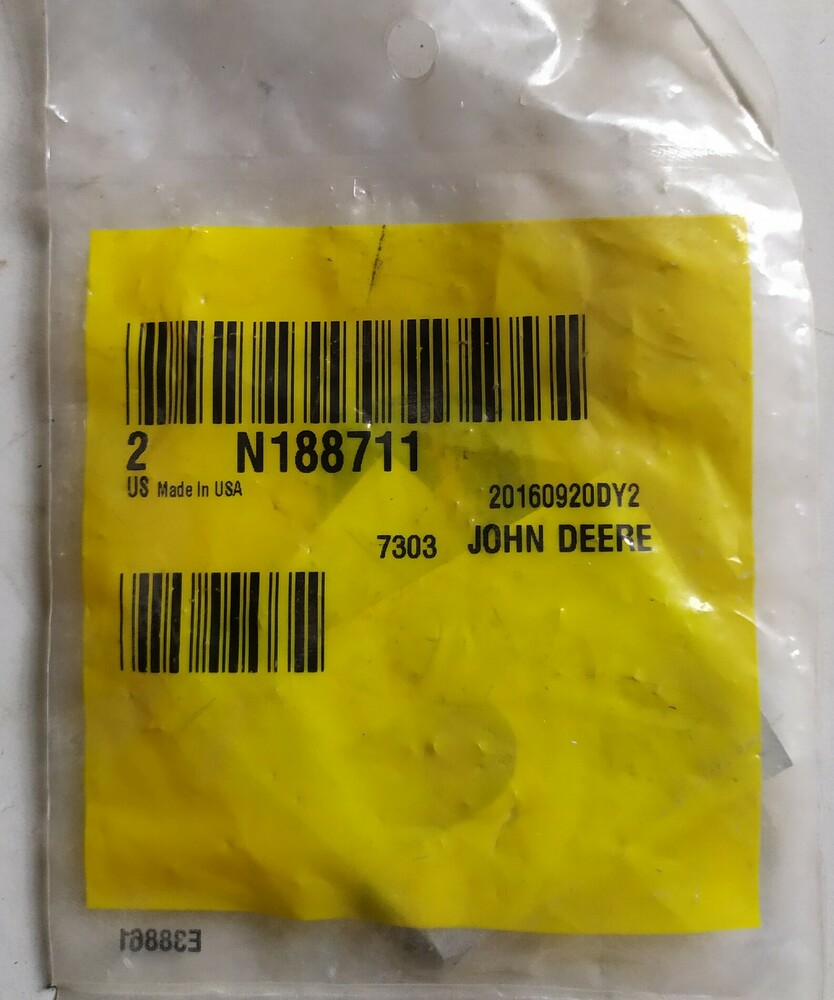 2 N188711
US Made In USA
20160920DY2
7303 JOHN DEERE
E38861